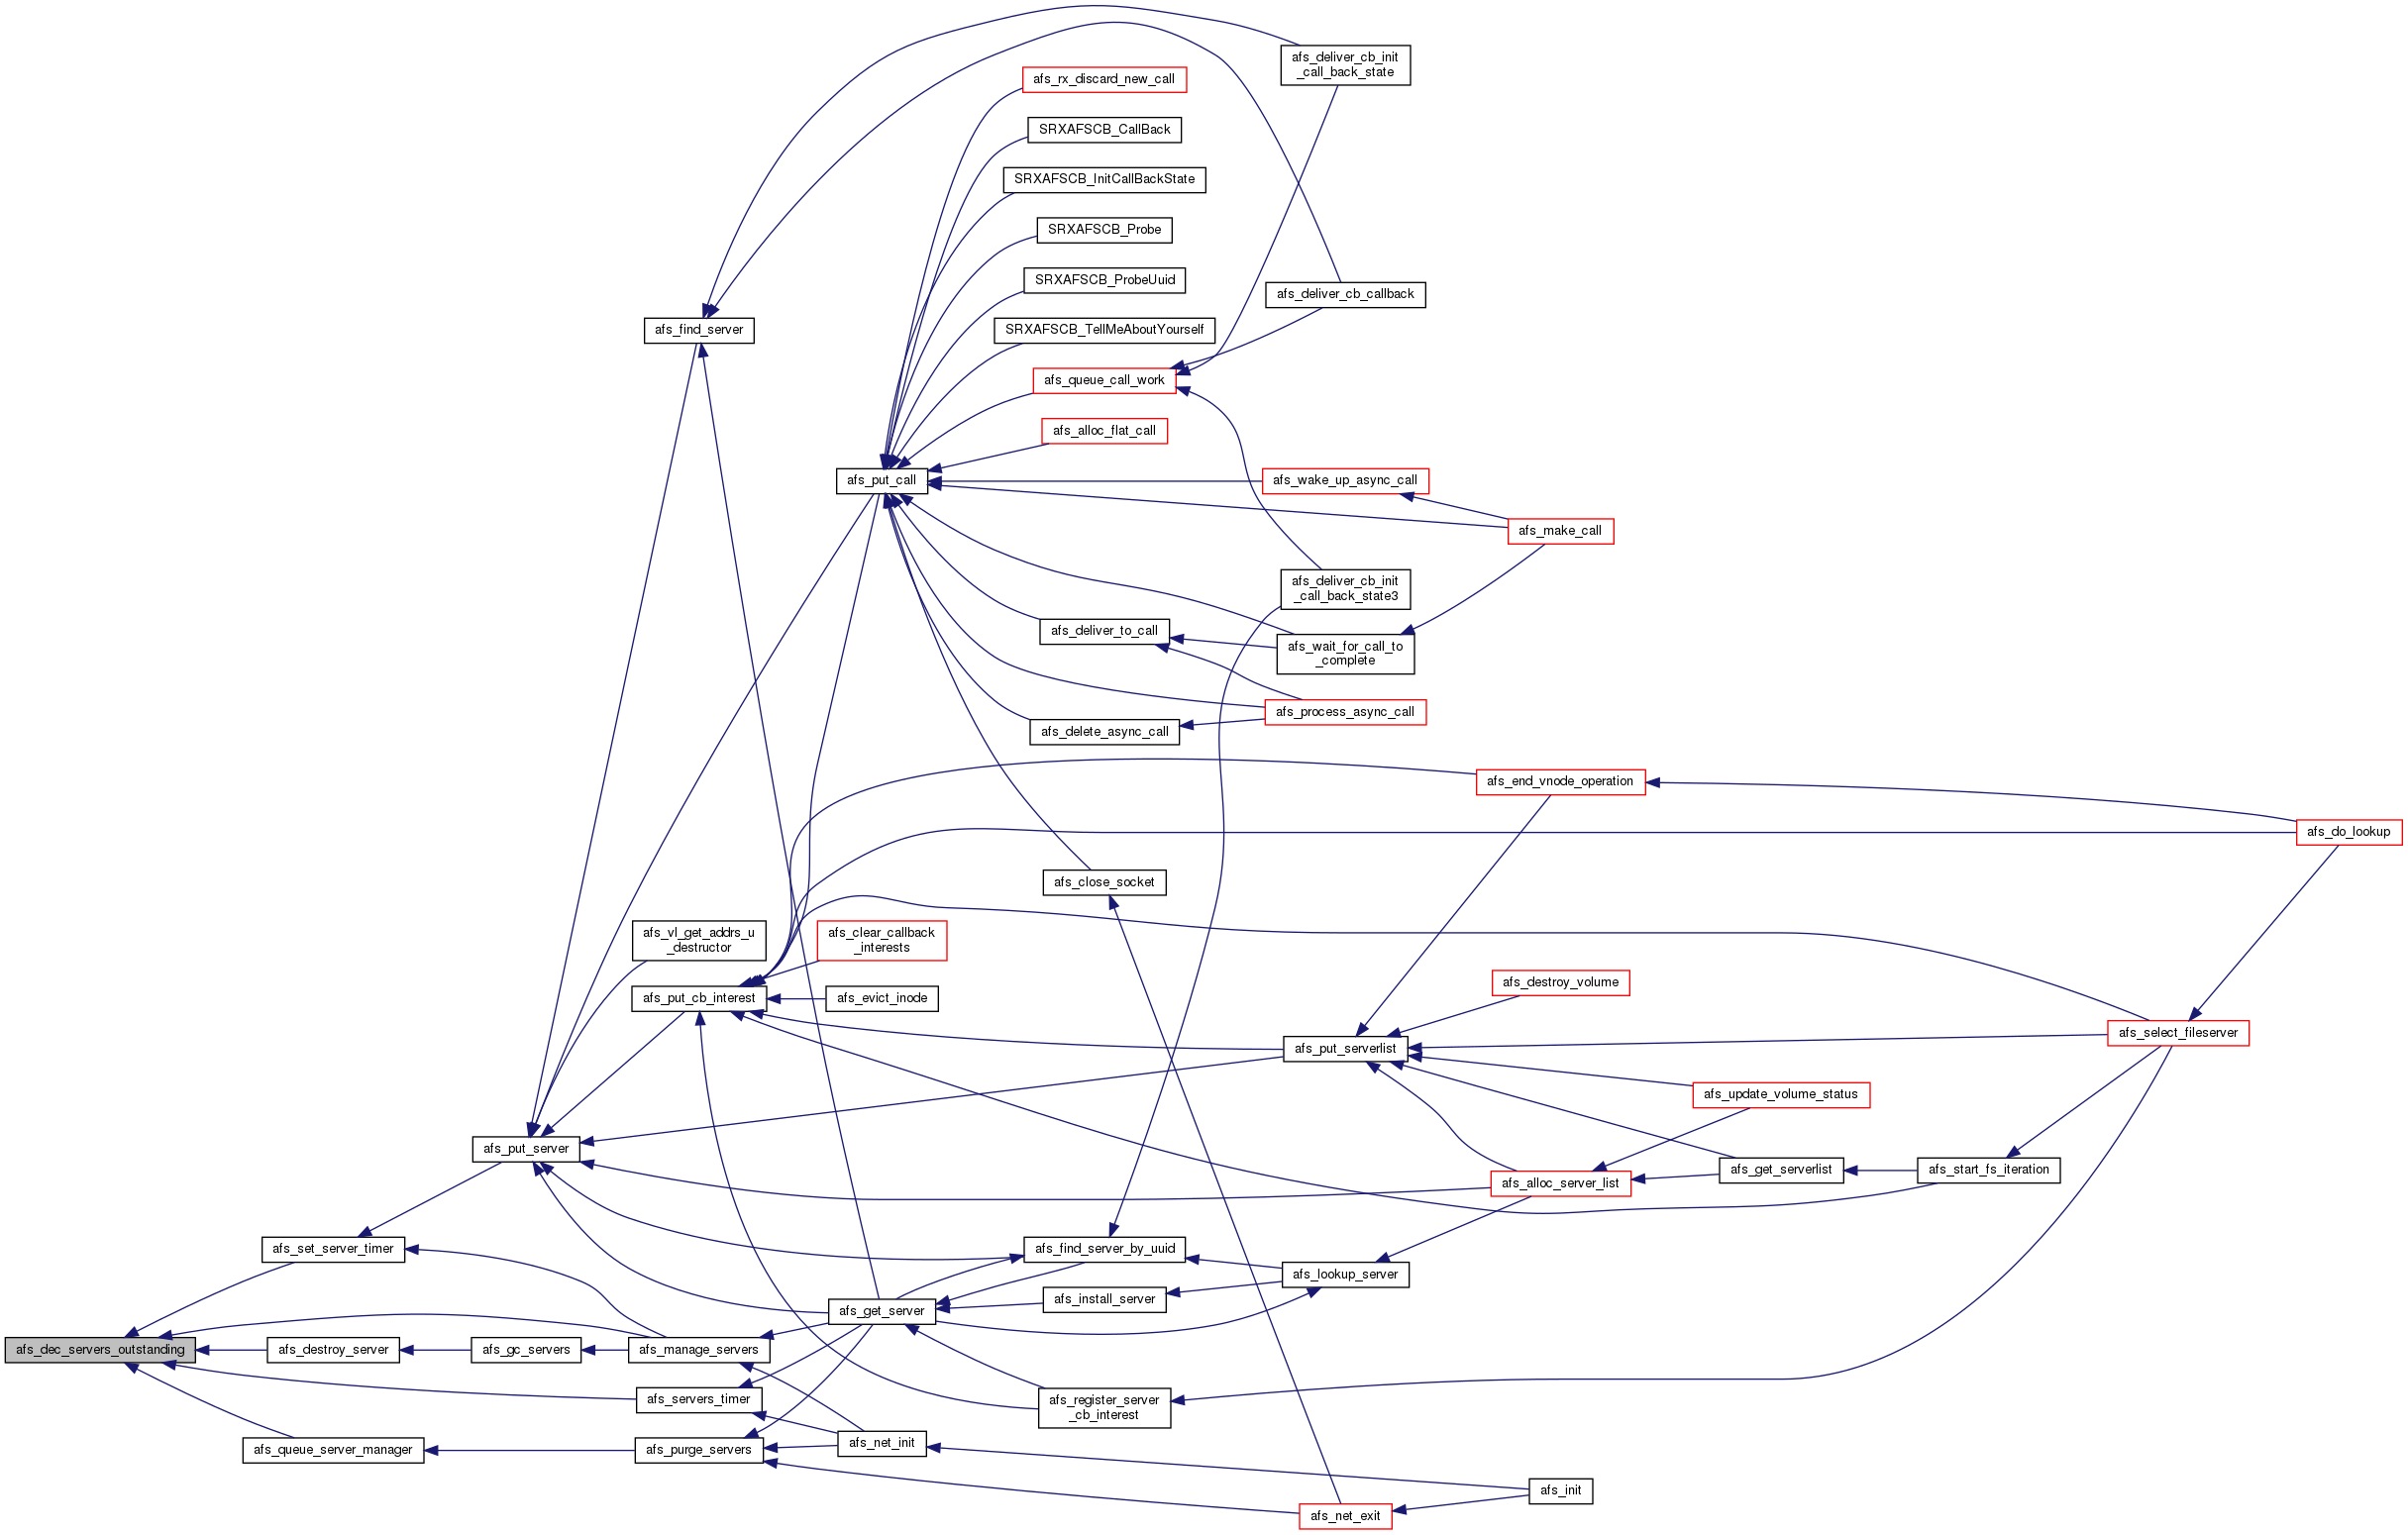 afs_deliver_cb_init
_call_back_state
afs_rx_discard_new_call
SRXAFSCB_CallBack
SRXAFSCB_InitCallBackState
SRXAFSCB_Probe
SRXAFSCB_ProbeUuid
afs_deliver_cb_callback
afs_find_server
SRXAFSCB_TellMeAboutYourself
afs_queue_call_work
afs_alloc_flat_call
afs_put_call
afs_wake_up_async_call
afs_make_call
afs_deliver_cb_init
_call_back_state3
afs_deliver_to_call
afs_wait_for_call_to
_complete
afs_process_async_call
afs_delete_async_call
afs_end_vnode_operation
afs_do_lookup
afs_close_socket
afs_vl_get_addrs_u
_destructor
afs_clear_callback
_interests
afs_put_cb_interest
afs_evict_inode
afs_destroy_volume
afs_select_fileserver
afs_put_serverlist
afs_update_volume_status
afs_put_server
afs_get_serverlist
afs_start_fs_iteration
afs_alloc_server_list
afs_set_server_timer
afs_find_server_by_uuid
afs_lookup_server
afs_install_server
afs_get_server
afs_dec_servers_outstanding
afs_destroy_server
afs_gc_servers
afs_manage_servers
afs_servers_timer
afs_register_server
_cb_interest
afs_queue_server_manager
afs_purge_servers
afs_net_init
afs_init
afs_net_exit